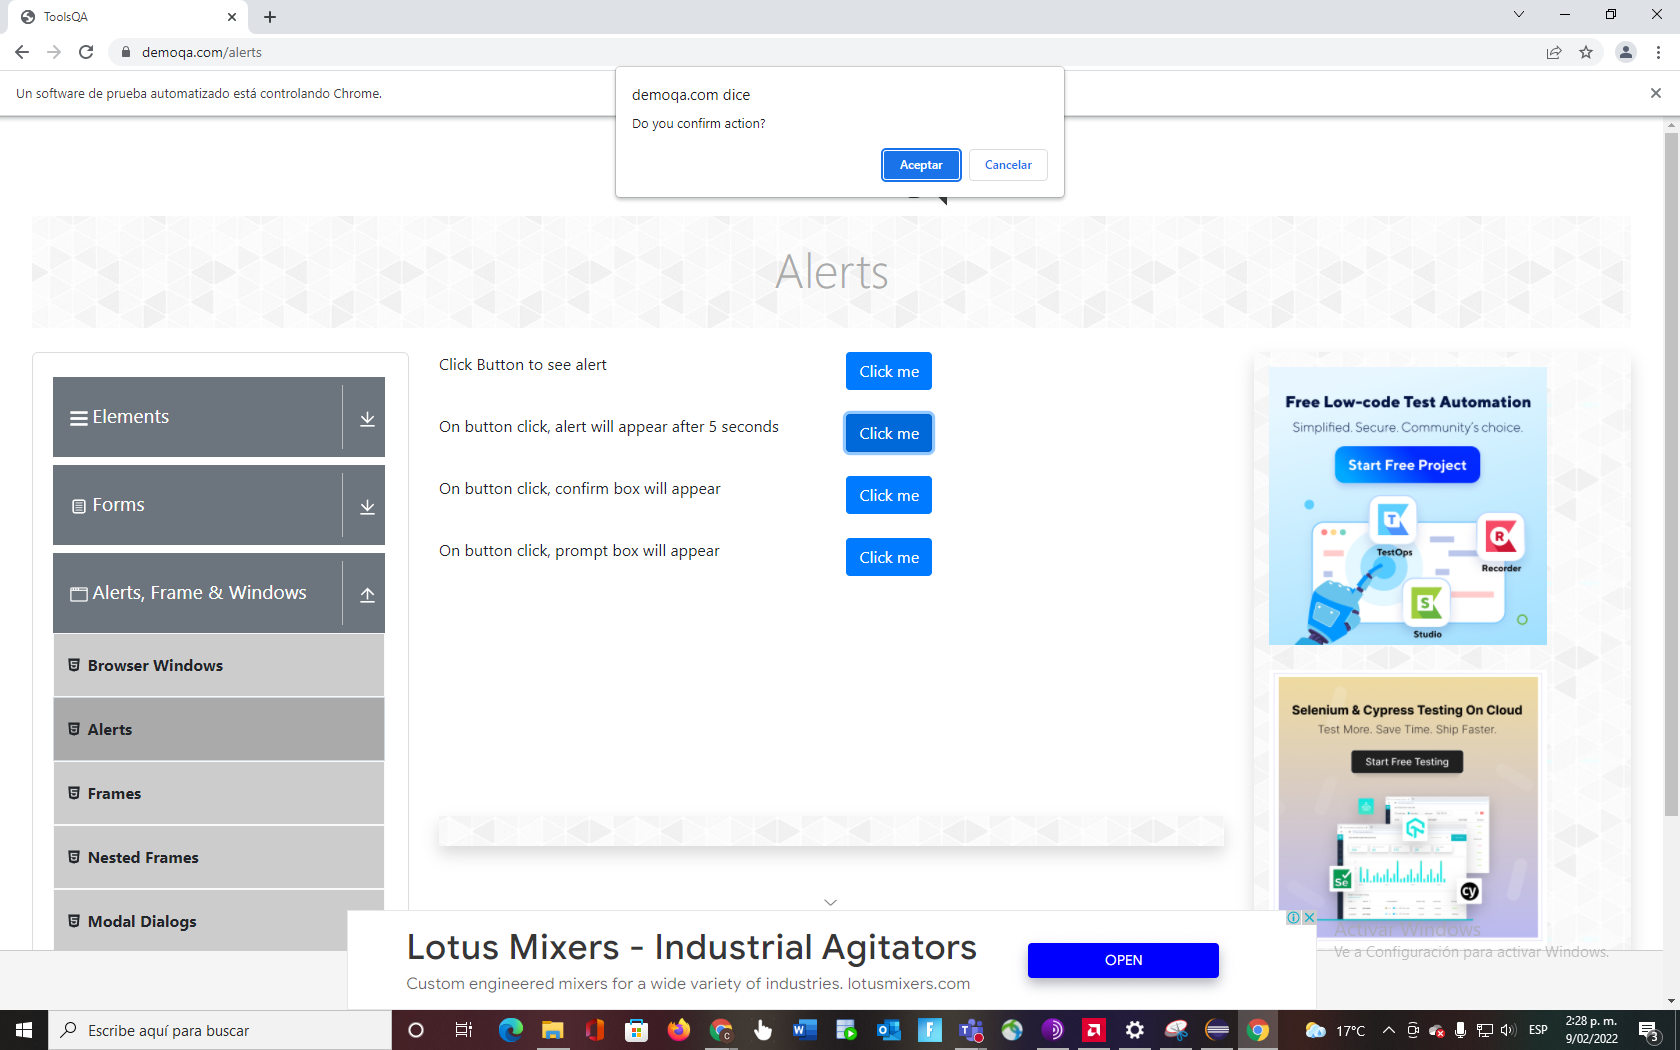 ToolsQA
demoqa.com/alerts
Un software de prueba automatizado está controlando Chrome.
demoqa.com dice
Do you confirm action?
Aceptar
Cancelar
Alerts
Elements
Forms
Alerts, Frame & Windows
Browser Windows
Alerts
Frames
Nested Frames
Modal Dialogs
Click Button to see alert
Click me
On button click, alert will appear after 5 seconds
Click me
On button click, confirm box will appear
Click me
On button click, prompt box will appear
Click me
Free Low-code Test Automation
Simplified. Secure. Community's choice.
Start Free Project
TestOps
Recorder
Studio
Selenium & Cypress Testing On Cloud
Test More. Save Time. Ship Faster.
Start Free Testing
Se
cy
Lotus Mixers - Industrial Agitators
Custom engineered mixers for a wide variety of industries. lotusmixers.com
OPEN
Activar Windows
Ve a Configuración para activar Windows.
Escribe aquí para buscar
17°C
ESP
2:28 p. m.
9/02/2022
3